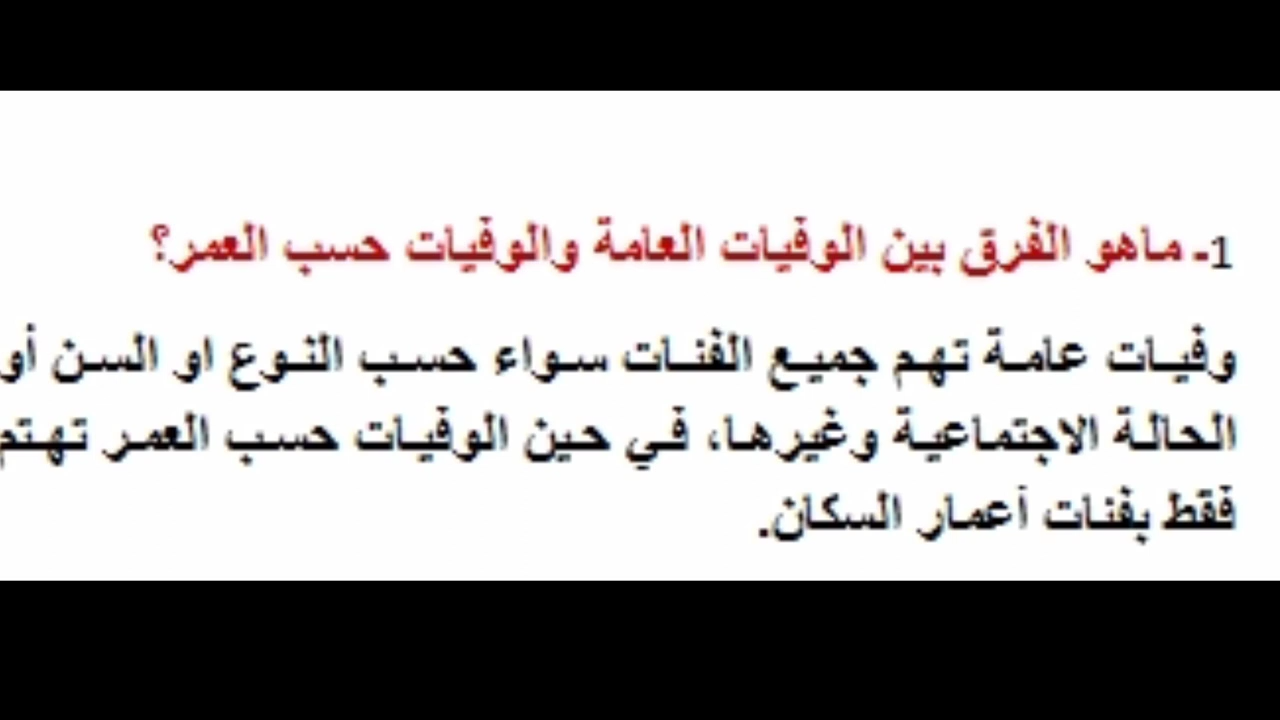 1ـ ماهو الفرق بين الوفيات العامة والوفيات حسب العمر؟
وفيات عامة تهم جميع الفئات سواء حسب النوع او السن أو
الحالة الاجتماعية وغيرها، في حين الوفيات حسب العمر تهتم
فقط بفئات أعمار السكان.